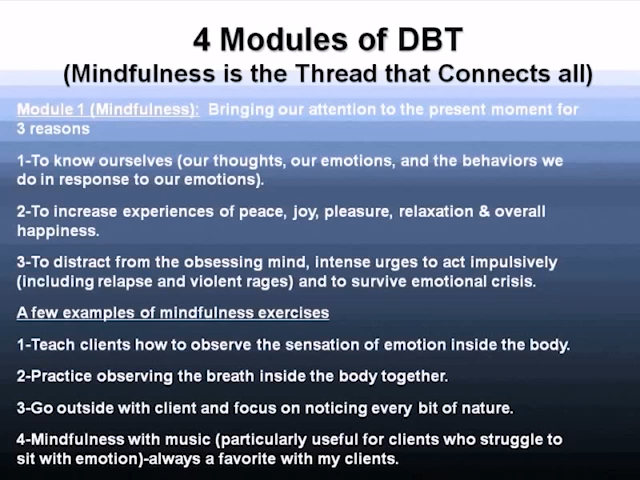 4 Modules of DBT
(Mindfulness is the Thread that Connects all)
Module 1 (Mindfulness): Bringing our attention to the present moment for
3 reasons
1-To know ourselves (our thoughts, our emotions, and the behaviors we
do in response to our emotions).
2-To increase experiences of peace, joy, pleasure, relaxation & overall
happiness.
3-To distract from the obsessing mind, intense urges to act impulsively
(including relapse and violent rages) and to survive emotional crisis.
A few examples of mindfulness exercises
1-Teach clients how to observe the sensation of emotion inside the body.
2-Practice observing the breath inside the body together.
3-Go outside with client and focus on noticing every bit of nature.
4-Mindfulness with music (particularly useful for clients who struggle to
sit with emotion)-always a favorite with my clients.